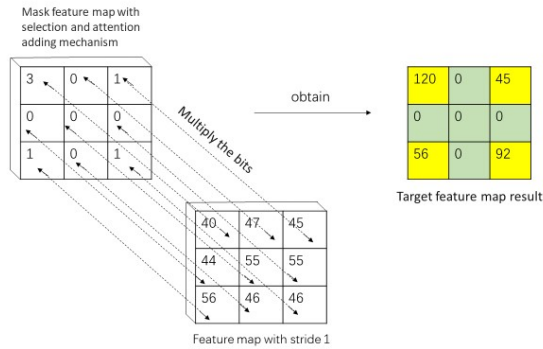 Mask feature map with
selection and attention
adding mechanism
3 0 1
0 0 0
1 0 1
Multiply the bits
obtain
120 0 45
0 0 0
56 0 92
Target feature map result
40 47 45
44 55 55
56 46 46
Feature map with stride 1